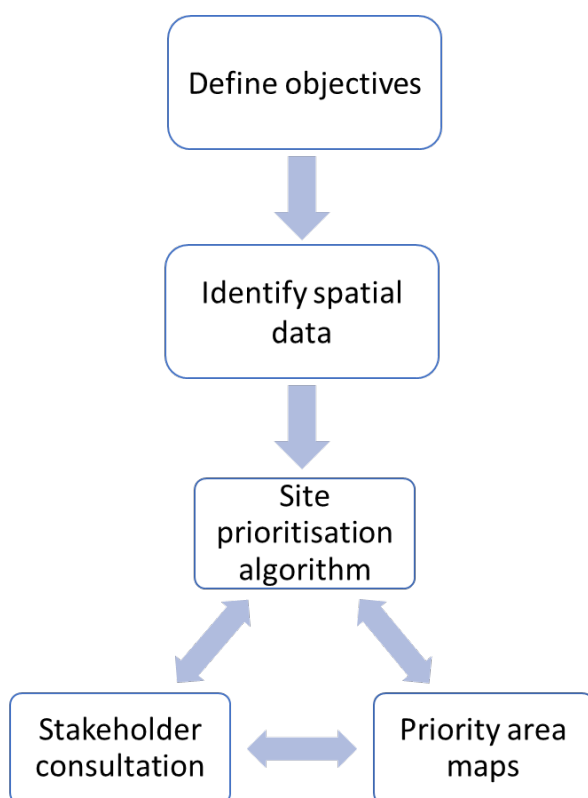 Define objectives
Identify spatial
data
Site
prioritisation
algorithm
Stakeholder
consultation
Priority area
maps